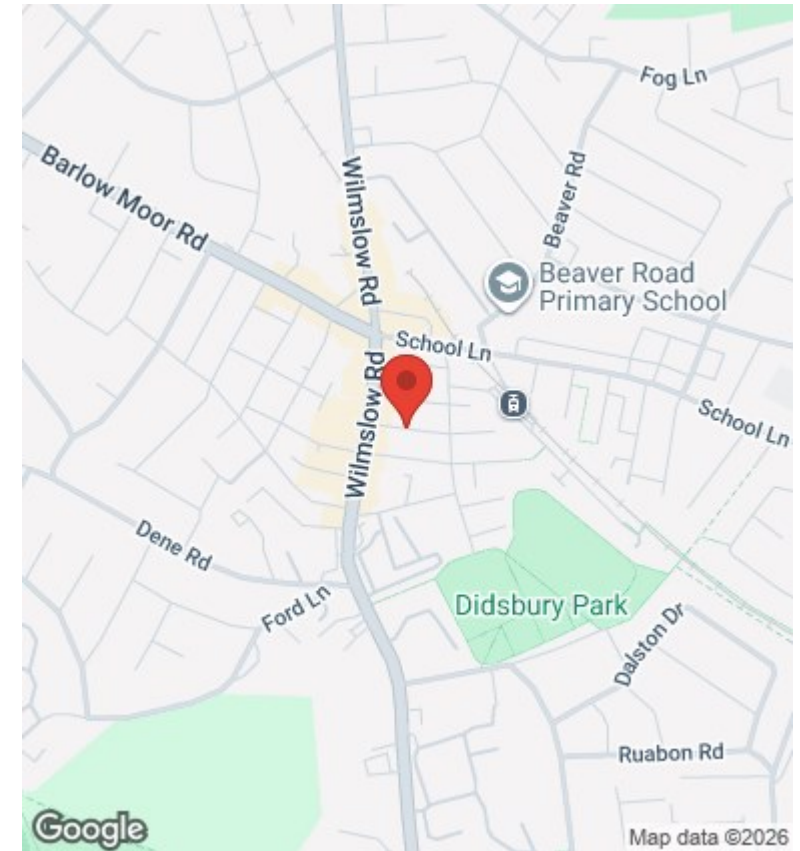 Fog Ln
Barlow Moor Rd
Wilmslow Rd
Beaver Rd
Beaver Road
Primary School
School Ln
Wilmslow Rd
School Ln
Dene Rd
Ford Ln
Didsbury Park
Dalston Dr
Ruabon Rd
Google
Map data ©2026